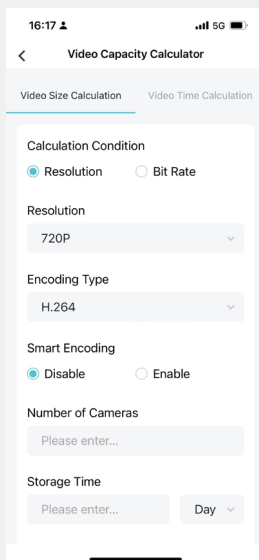 16:17 5G
Video Capacity Calculator
Video Size Calculation Video Time Calculation
Calculation Condition
Resolution Bit Rate
Resolution
720P
Encoding Type
H.264
Smart Encoding
Disable Enable
Number of Cameras
Please enter...
Storage Time
Please enter... Day